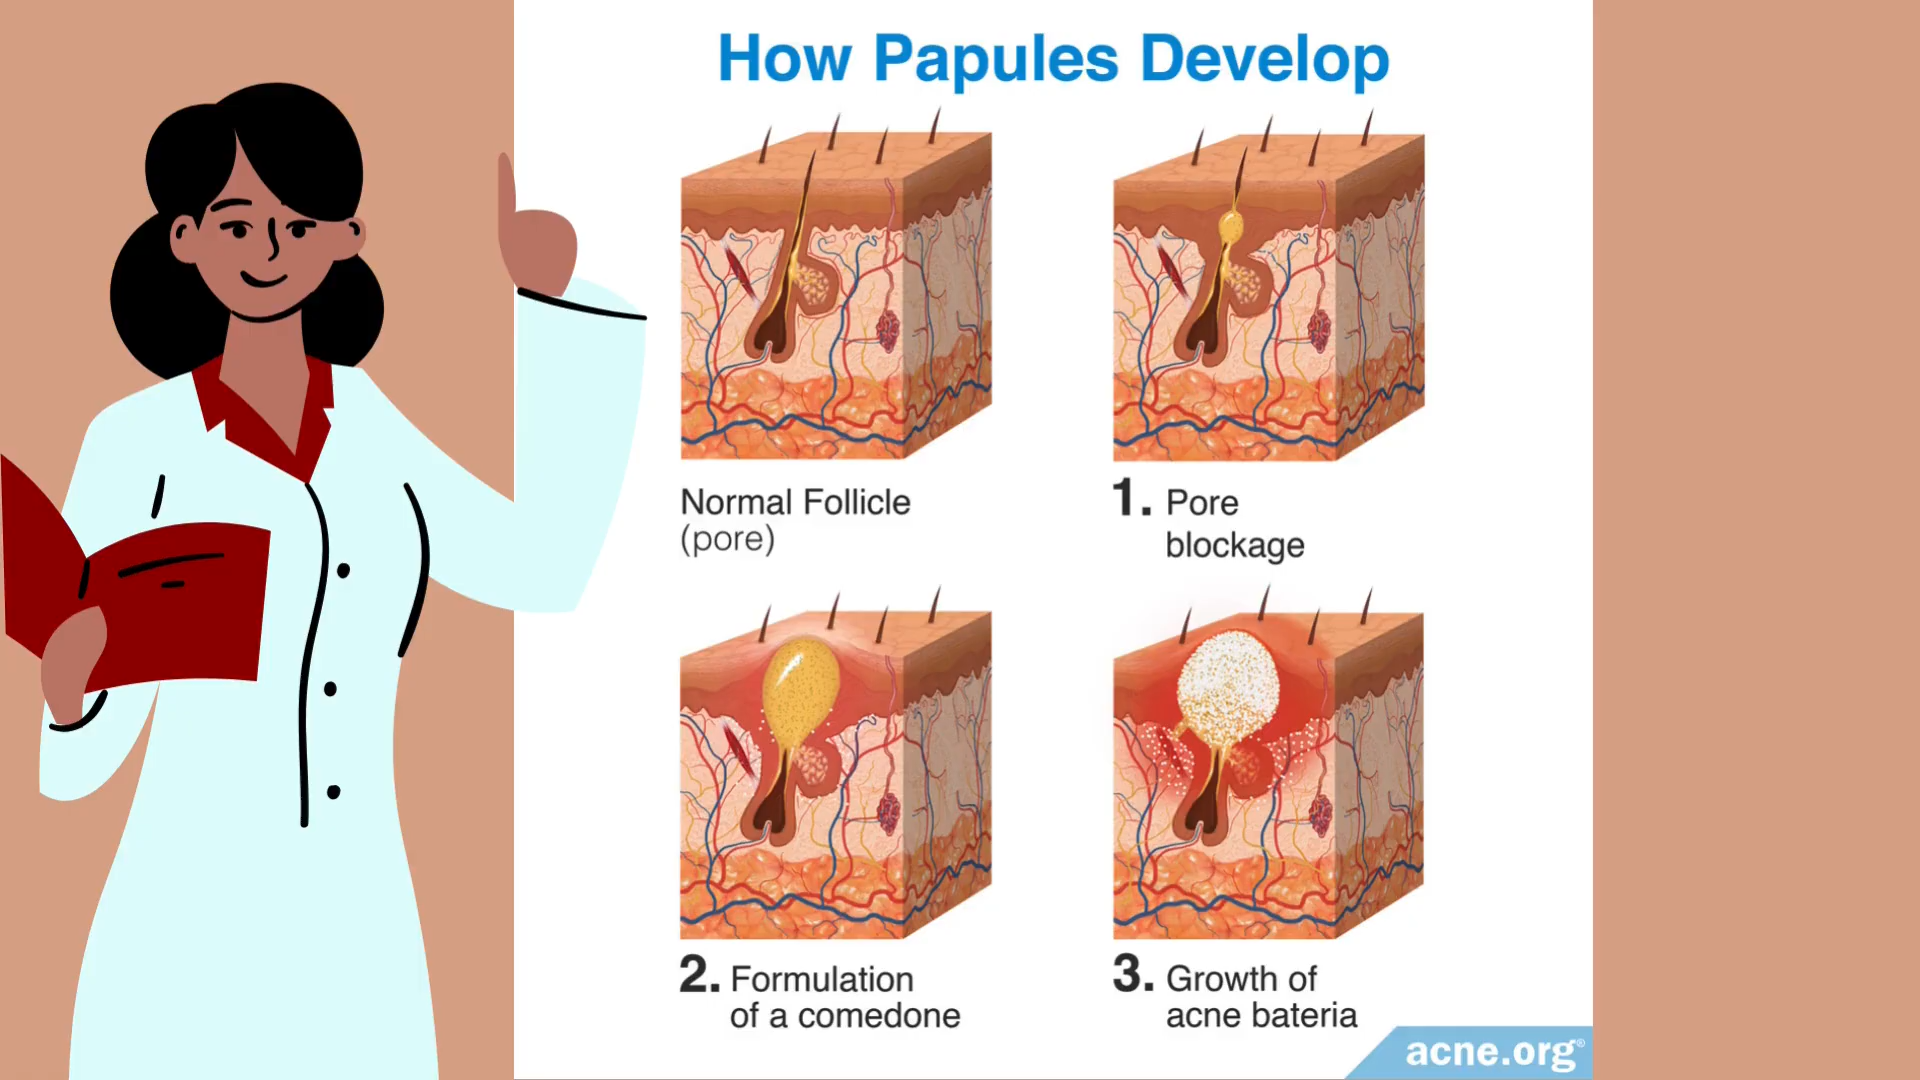 How Papules Develop
Normal Follicle
(pore)
1. Pore
blockage
2. Formulation
of a comedone
3. Growth of
acne bateria
acne.org®